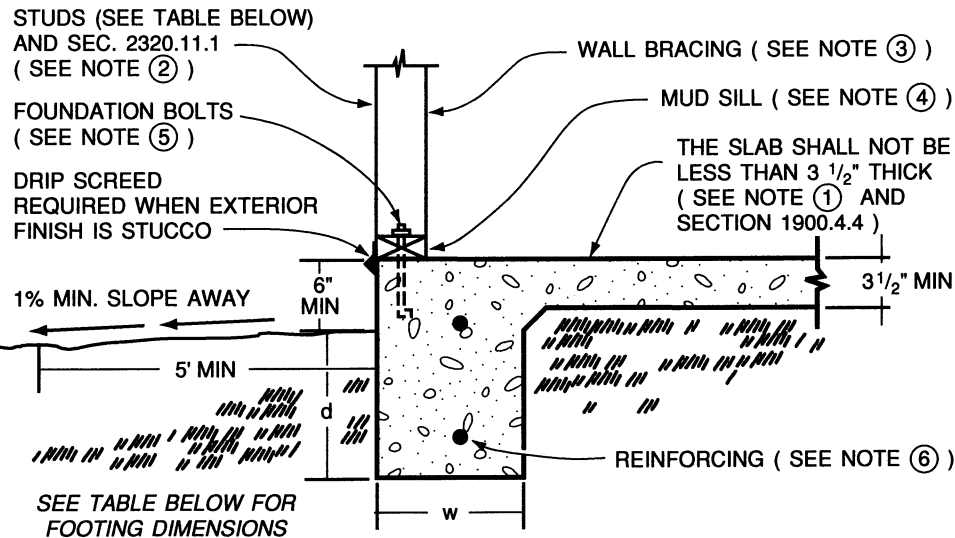 STUDS (SEE TABLE BELOW)
AND SEC. 2320.11.1
( SEE NOTE 2 )
FOUNDATION BOLTS
( SEE NOTE 5 )
DRIP SCREED
REQUIRED WHEN EXTERIOR
FINISH IS STUCCO
WALL BRACING ( SEE NOTE 3 )
MUD SILL ( SEE NOTE 4 )
THE SLAB SHALL NOT BE
LESS THAN 3 1/2" THICK
( SEE NOTE 1 AND
SECTION 1900.4.4 )
6"
MIN
3 1/2" MIN
1% MIN. SLOPE AWAY
5' MIN
d
REINFORCING ( SEE NOTE 6 )
SEE TABLE BELOW FOR
FOOTING DIMENSIONS
w